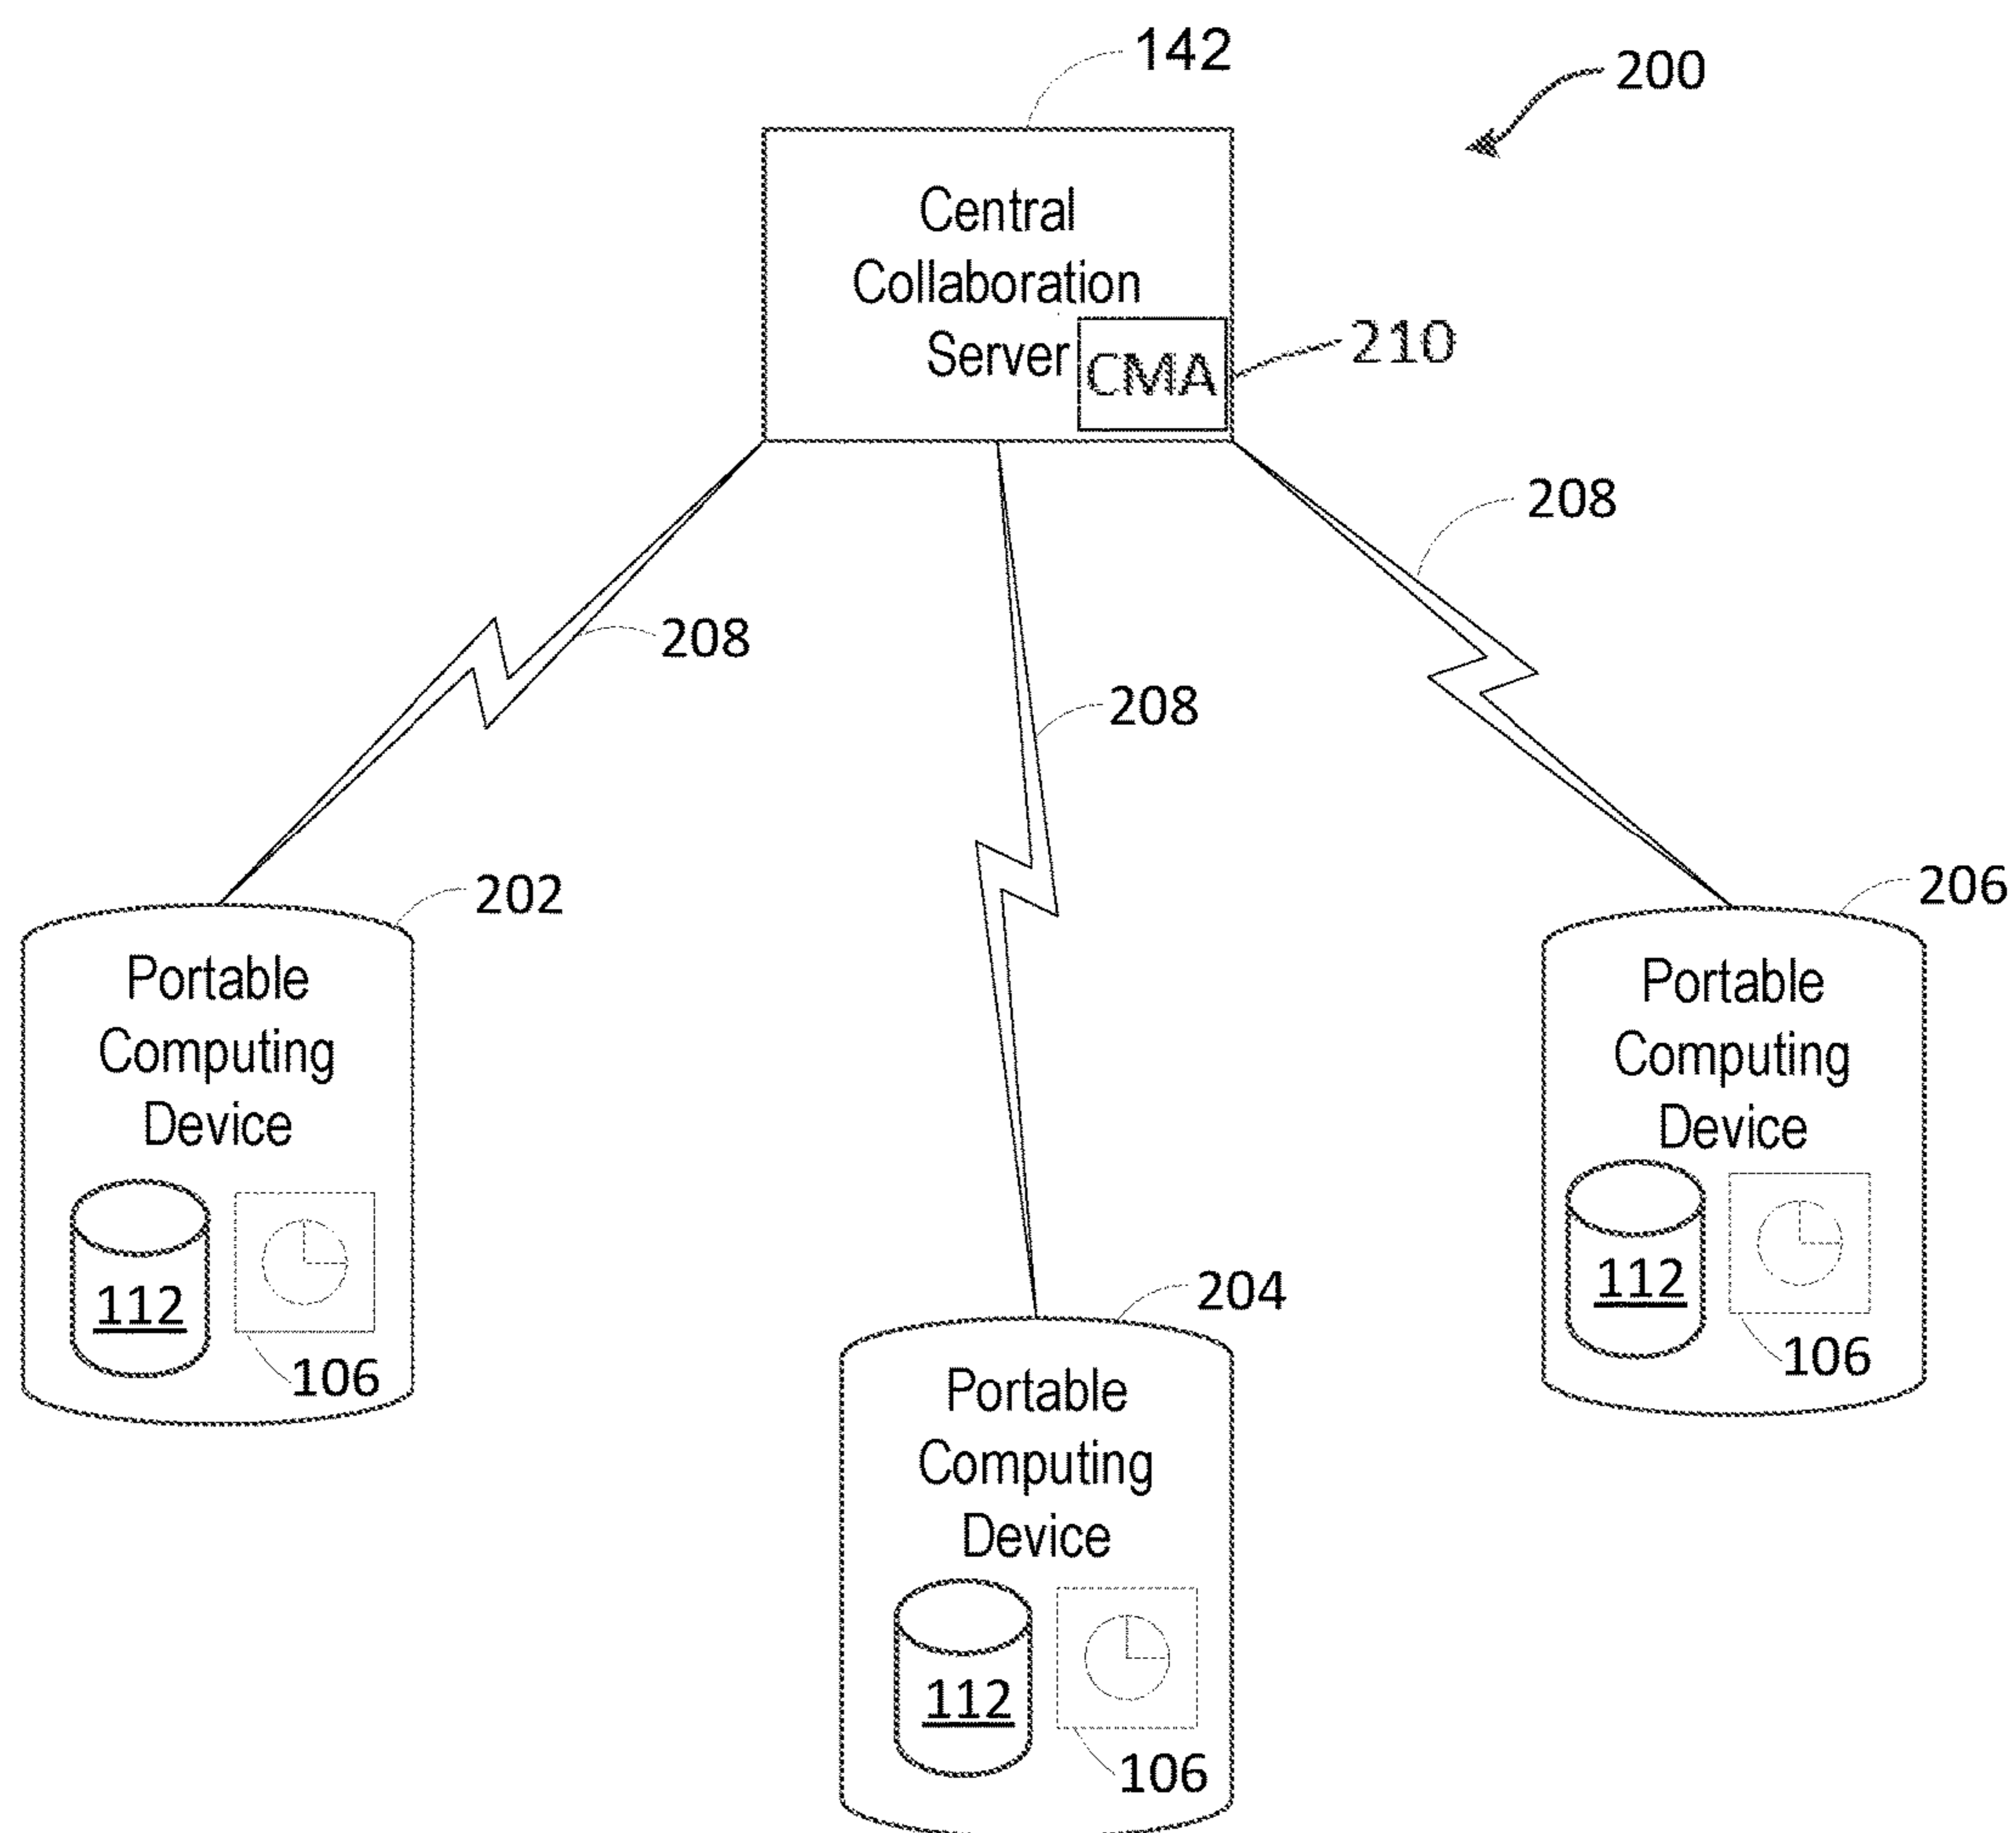 142
200
Central
Collaboration
Server
CMA
210
208
208
208
202
Portable
Computing
Device
112
106
206
Portable
Computing
Device
112
106
204
Portable
Computing
Device
112
106